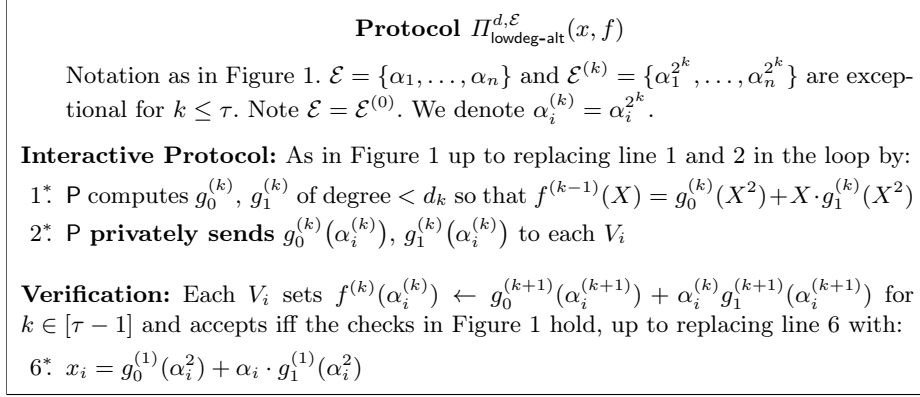 Protocol Π_{lowdeg-alt}^{d,ℰ}(x, f)
Notation as in Figure 1. ℰ = {α_1, . . . , α_n} and ℰ^{(k)} = {α_1^{2^k}, . . . , α_n^{2^k}} are excep-
tional for k ≤ τ. Note ℰ = ℰ^{(0)}. We denote α_i^{(k)} = α_i^{2^k}.
Interactive Protocol: As in Figure 1 up to replacing line 1 and 2 in the loop by:
1*. P computes g_0^{(k)}, g_1^{(k)} of degree < d_k so that f^{(k−1)}(X) = g_0^{(k)}(X^2)+X·g_1^{(k)}(X^2)
2*. P privately sends g_0^{(k)}(α_i^{(k)}), g_1^{(k)}(α_i^{(k)}) to each V_i
Verification: Each V_i sets f^{(k)}(α_i^{(k)}) ← g_0^{(k+1)}(α_i^{(k+1)}) + α_i^{(k)} g_1^{(k+1)}(α_i^{(k+1)}) for
k ∈ [τ − 1] and accepts iff the checks in Figure 1 hold, up to replacing line 6 with:
6*. x_i = g_0^{(1)}(α_i^2) + α_i · g_1^{(1)}(α_i^2)